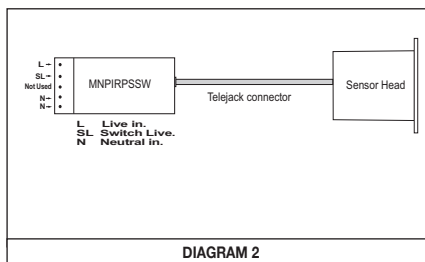 L
SL
Not Used
N
N
MNPIRPSSW
Telejack connector
Sensor Head
L Live in.
SL Switch Live.
N Neutral in.
DIAGRAM 2